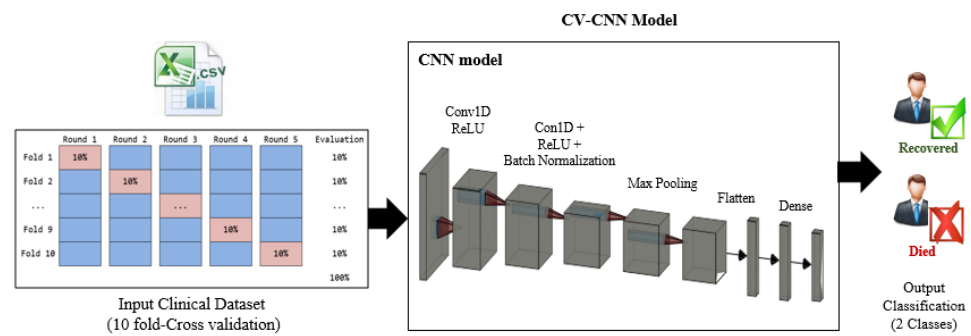 CV-CNN Model
CNN model
X
.CSV
Round 1 Round 2 Round 3 Round 4 Round 5 Evaluation
Fold 1 10% 10%
Fold 2 10% 10%
... ... ...
Fold 9 10% 10%
Fold 10 10% 10%
100%
Input Clinical Dataset
(10 fold-Cross validation)
Conv1D
ReLU
Con1D +
ReLU +
Batch Normalization
Max Pooling
Flatten
Dense
Recovered
Died
Output
Classification
(2 Classes)